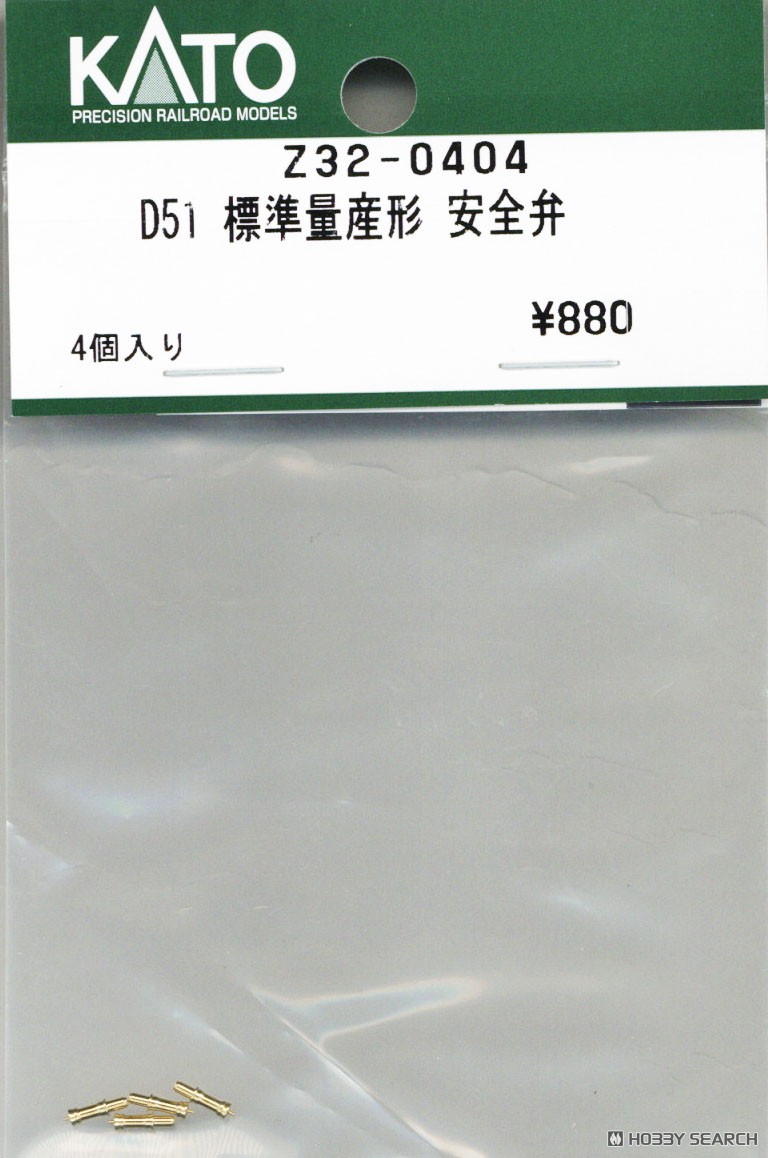 KATO
PRECISION RAILROAD MODELS
Z32-0404
D51 標準量産形 安全弁
¥880
4個入り
HOBBY SEARCH